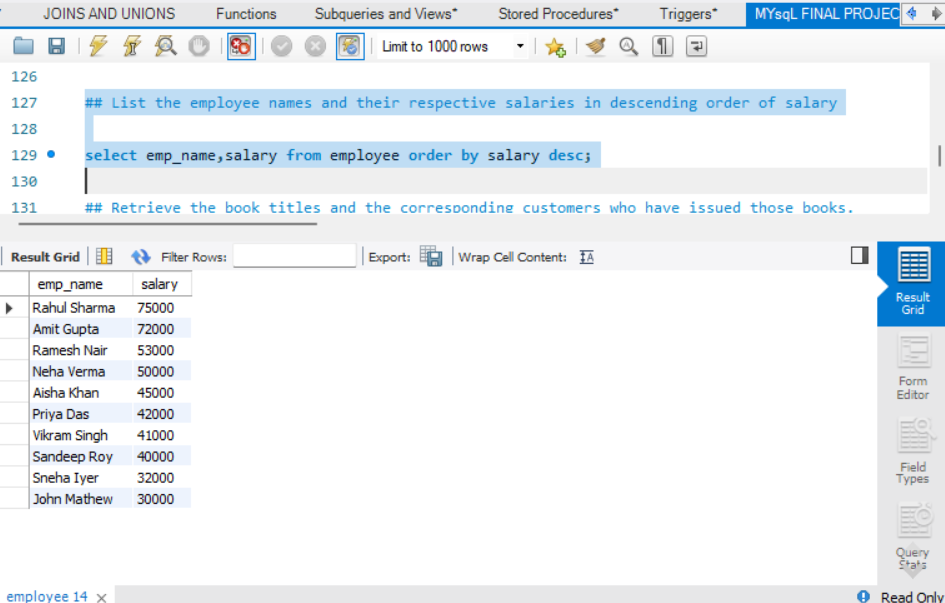 JOINS AND UNIONS Functions Subqueries and Views* Stored Procedures* Triggers* MYsqL FINAL PROJEC
Limit to 1000 rows
126
127 ## List the employee names and their respective salaries in descending order of salary
128
129 select emp_name,salary from employee order by salary desc;
130
131 ## Retrieve the book titles and the corresponding customers who have issued those books.
Result Grid Filter Rows: Export: Wrap Cell Content: IA
emp_name salary
Rahul Sharma 75000
Amit Gupta 72000
Ramesh Nair 53000
Neha Verma 50000
Aisha Khan 45000
Priya Das 42000
Vikram Singh 41000
Sandeep Roy 40000
Sneha Iyer 32000
John Mathew 30000
Result
Grid
Form
Editor
Field
Types
Query
Stats
employee 14 Read Only